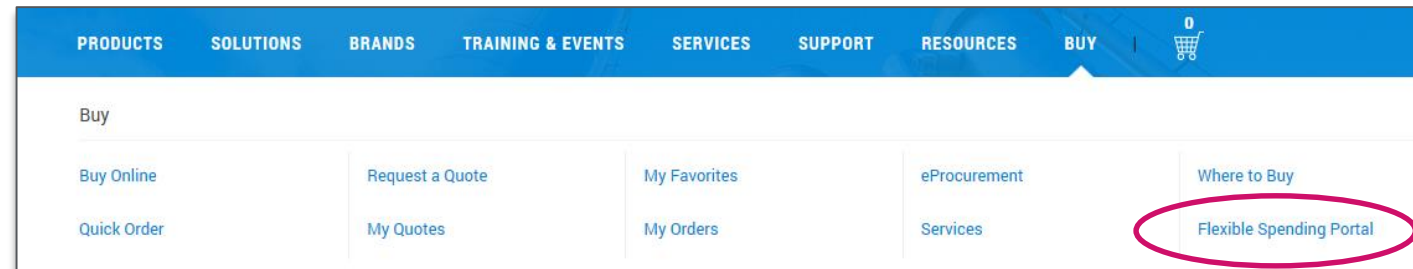 0
PRODUCTS SOLUTIONS BRANDS TRAINING & EVENTS SERVICES SUPPORT RESOURCES BUY |
Buy
Buy Online Request a Quote My Favorites eProcurement Where to Buy
Quick Order My Quotes My Orders Services Flexible Spending Portal